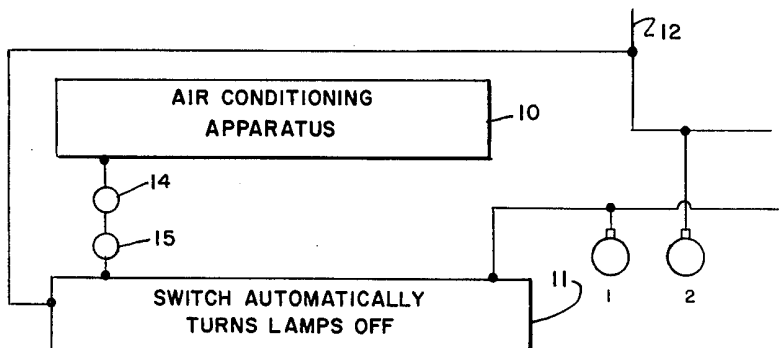 12
AIR CONDITIONING
APPARATUS
10
14
15
11
SWITCH AUTOMATICALLY
TURNS LAMPS OFF
1
2